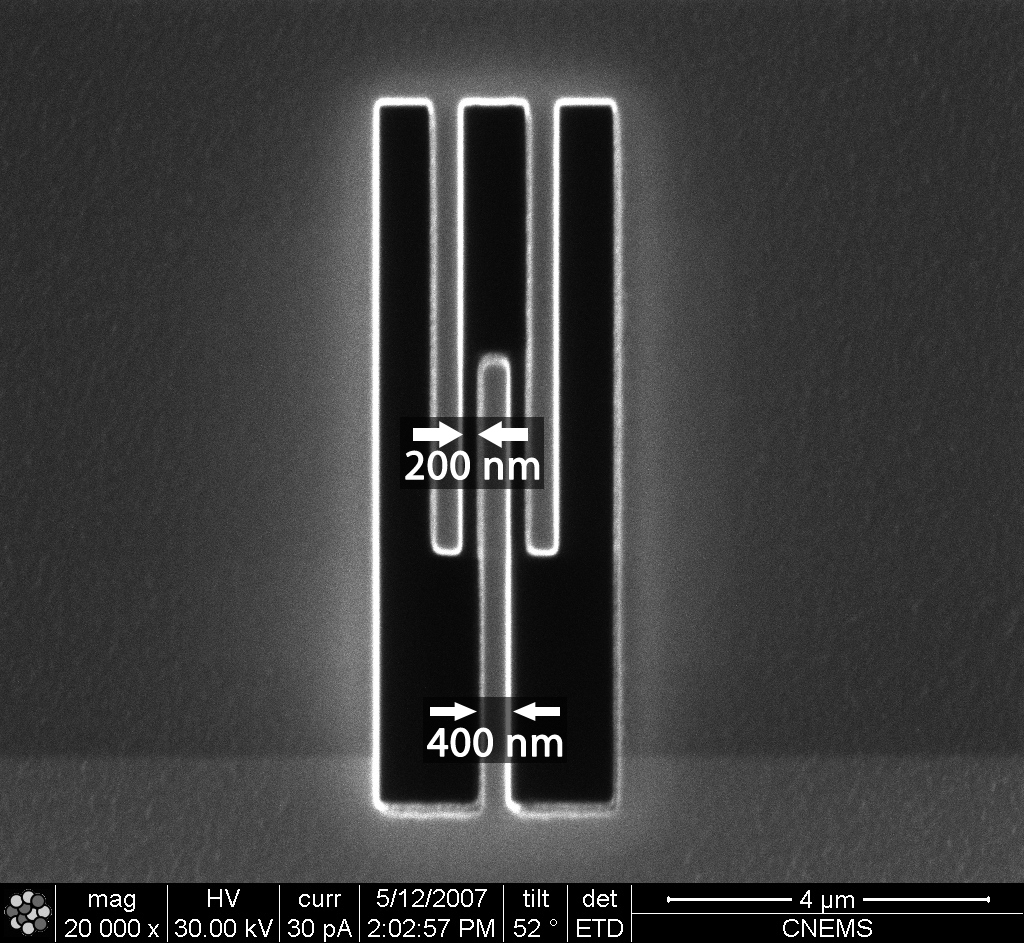 200 nm
400 nm
mag HV curr 5/12/2007 tilt det 4 µm
20 000 x 30.00 kV 30 pA 2:02:57 PM 52 ° ETD CNEMS